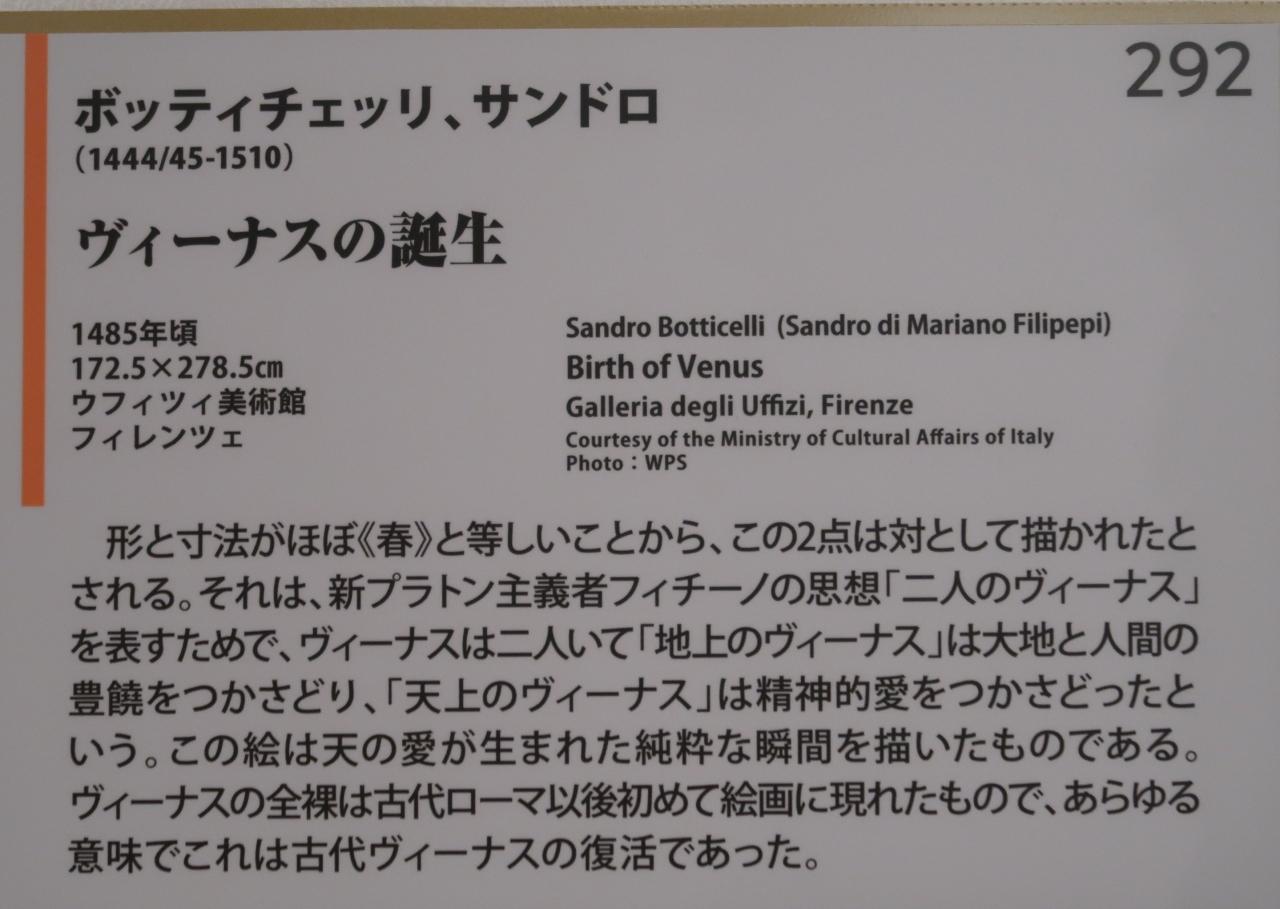 292
ボッティチェッリ、サンドロ
（1444/45-1510）
ヴィーナスの誕生
1485年頃
172.5×278.5㎝
ウフィツィ美術館
フィレンツェ
Sandro Botticelli (Sandro di Mariano Filipepi)
Birth of Venus
Galleria degli Uffizi, Firenze
Courtesy of the Ministry of Cultural Affairs of Italy
Photo：WPS
形と寸法がほぼ《春》と等しいことから、この2点は対として描かれたと
される。それは、新プラトン主義者フィチーノの思想「二人のヴィーナス」
を表すためで、ヴィーナスは二人いて「地上のヴィーナス」は大地と人間の
豊饒をつかさどり、「天上のヴィーナス」は精神的愛をつかさどったと
いう。この絵は天の愛が生まれた純粋な瞬間を描いたものである。
ヴィーナスの全裸は古代ローマ以後初めて絵画に現れたもので、あらゆる
意味でこれは古代ヴィーナスの復活であった。